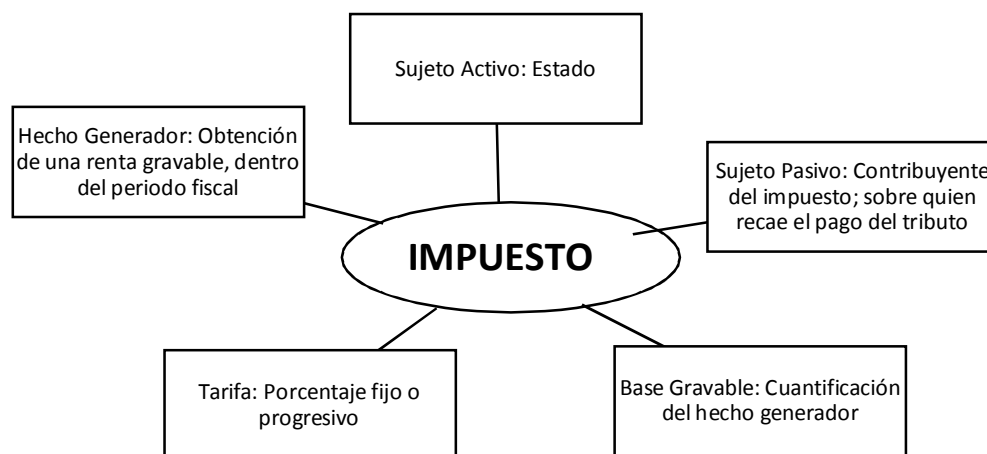 Sujeto Activo: Estado
Hecho Generador: Obtención
de una renta gravable, dentro
del periodo fiscal
Sujeto Pasivo: Contribuyente
del impuesto; sobre quien
recae el pago del tributo
IMPUESTO
Tarifa: Porcentaje fijo o
progresivo
Base Gravable: Cuantificación
del hecho generador